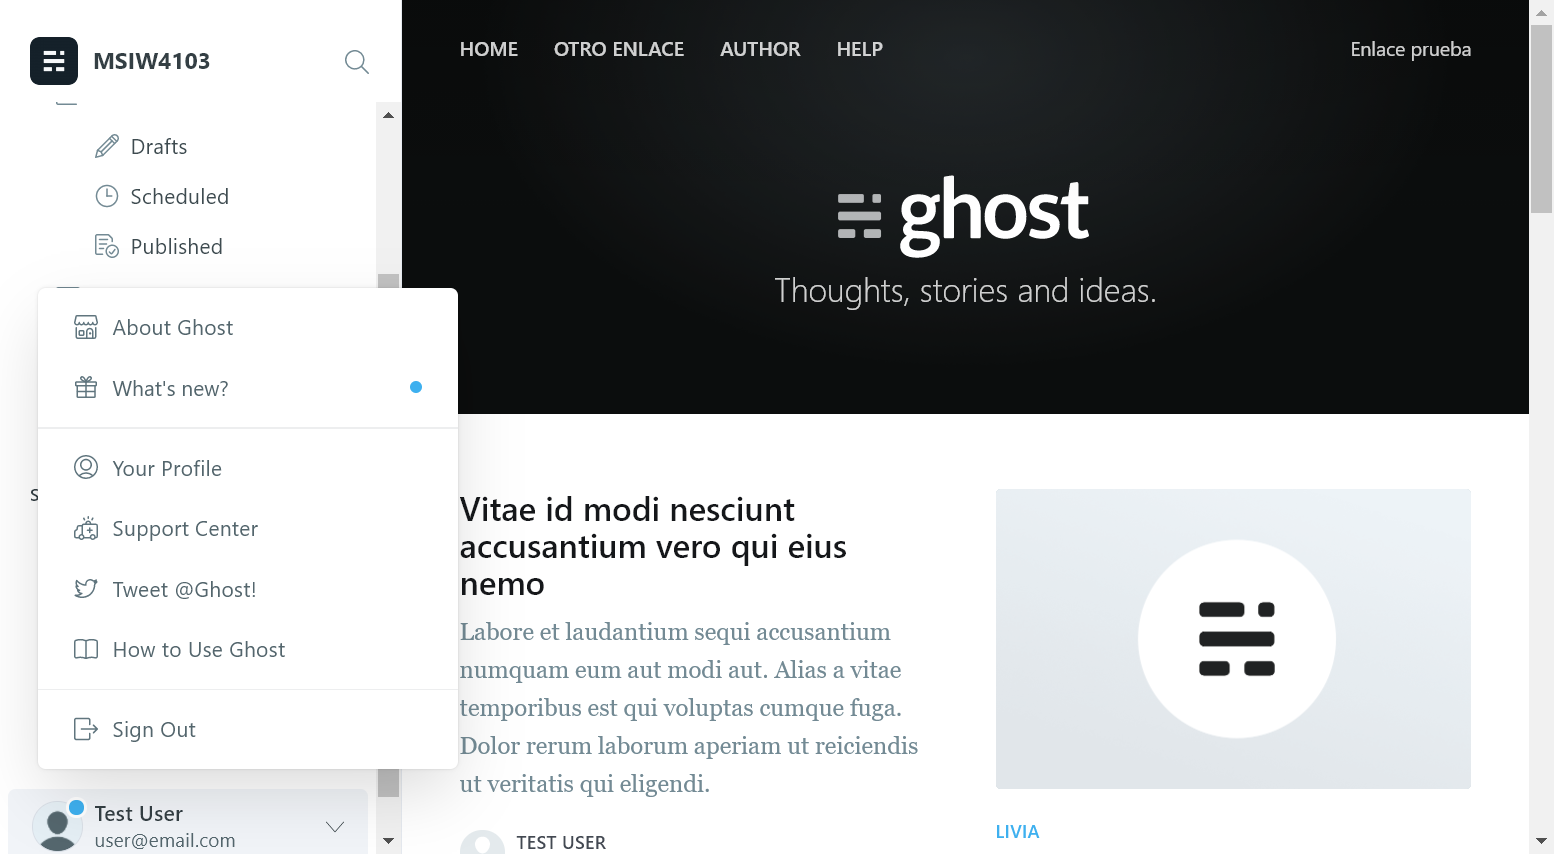 MSIW4103
Drafts
Scheduled
Published
About Ghost
What's new?
Your Profile
Support Center
Tweet @Ghost!
How to Use Ghost
Sign Out
Test User
user@email.com
HOME OTRO ENLACE AUTHOR HELP Enlace prueba
ghost
Thoughts, stories and ideas.
Vitae id modi nesciunt
accusantium vero qui eius
nemo
Labore et laudantium sequi accusantium
numquam eum aut modi aut. Alias a vitae
temporibus est qui voluptas cumque fuga.
Dolor rerum laborum aperiam ut reiciendis
ut veritatis qui eligendi.
TEST USER
LIVIA